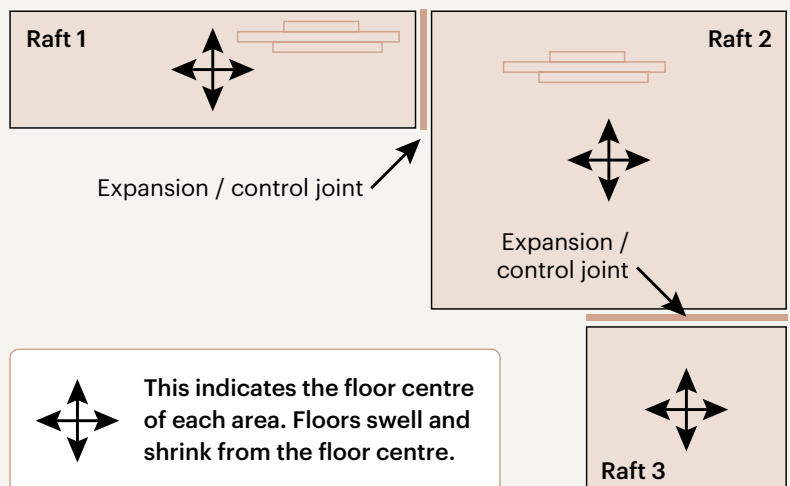 Raft 1
Raft 2
Expansion / control joint
Expansion /
control joint
This indicates the floor centre
of each area. Floors swell and
shrink from the floor centre.
Raft 3